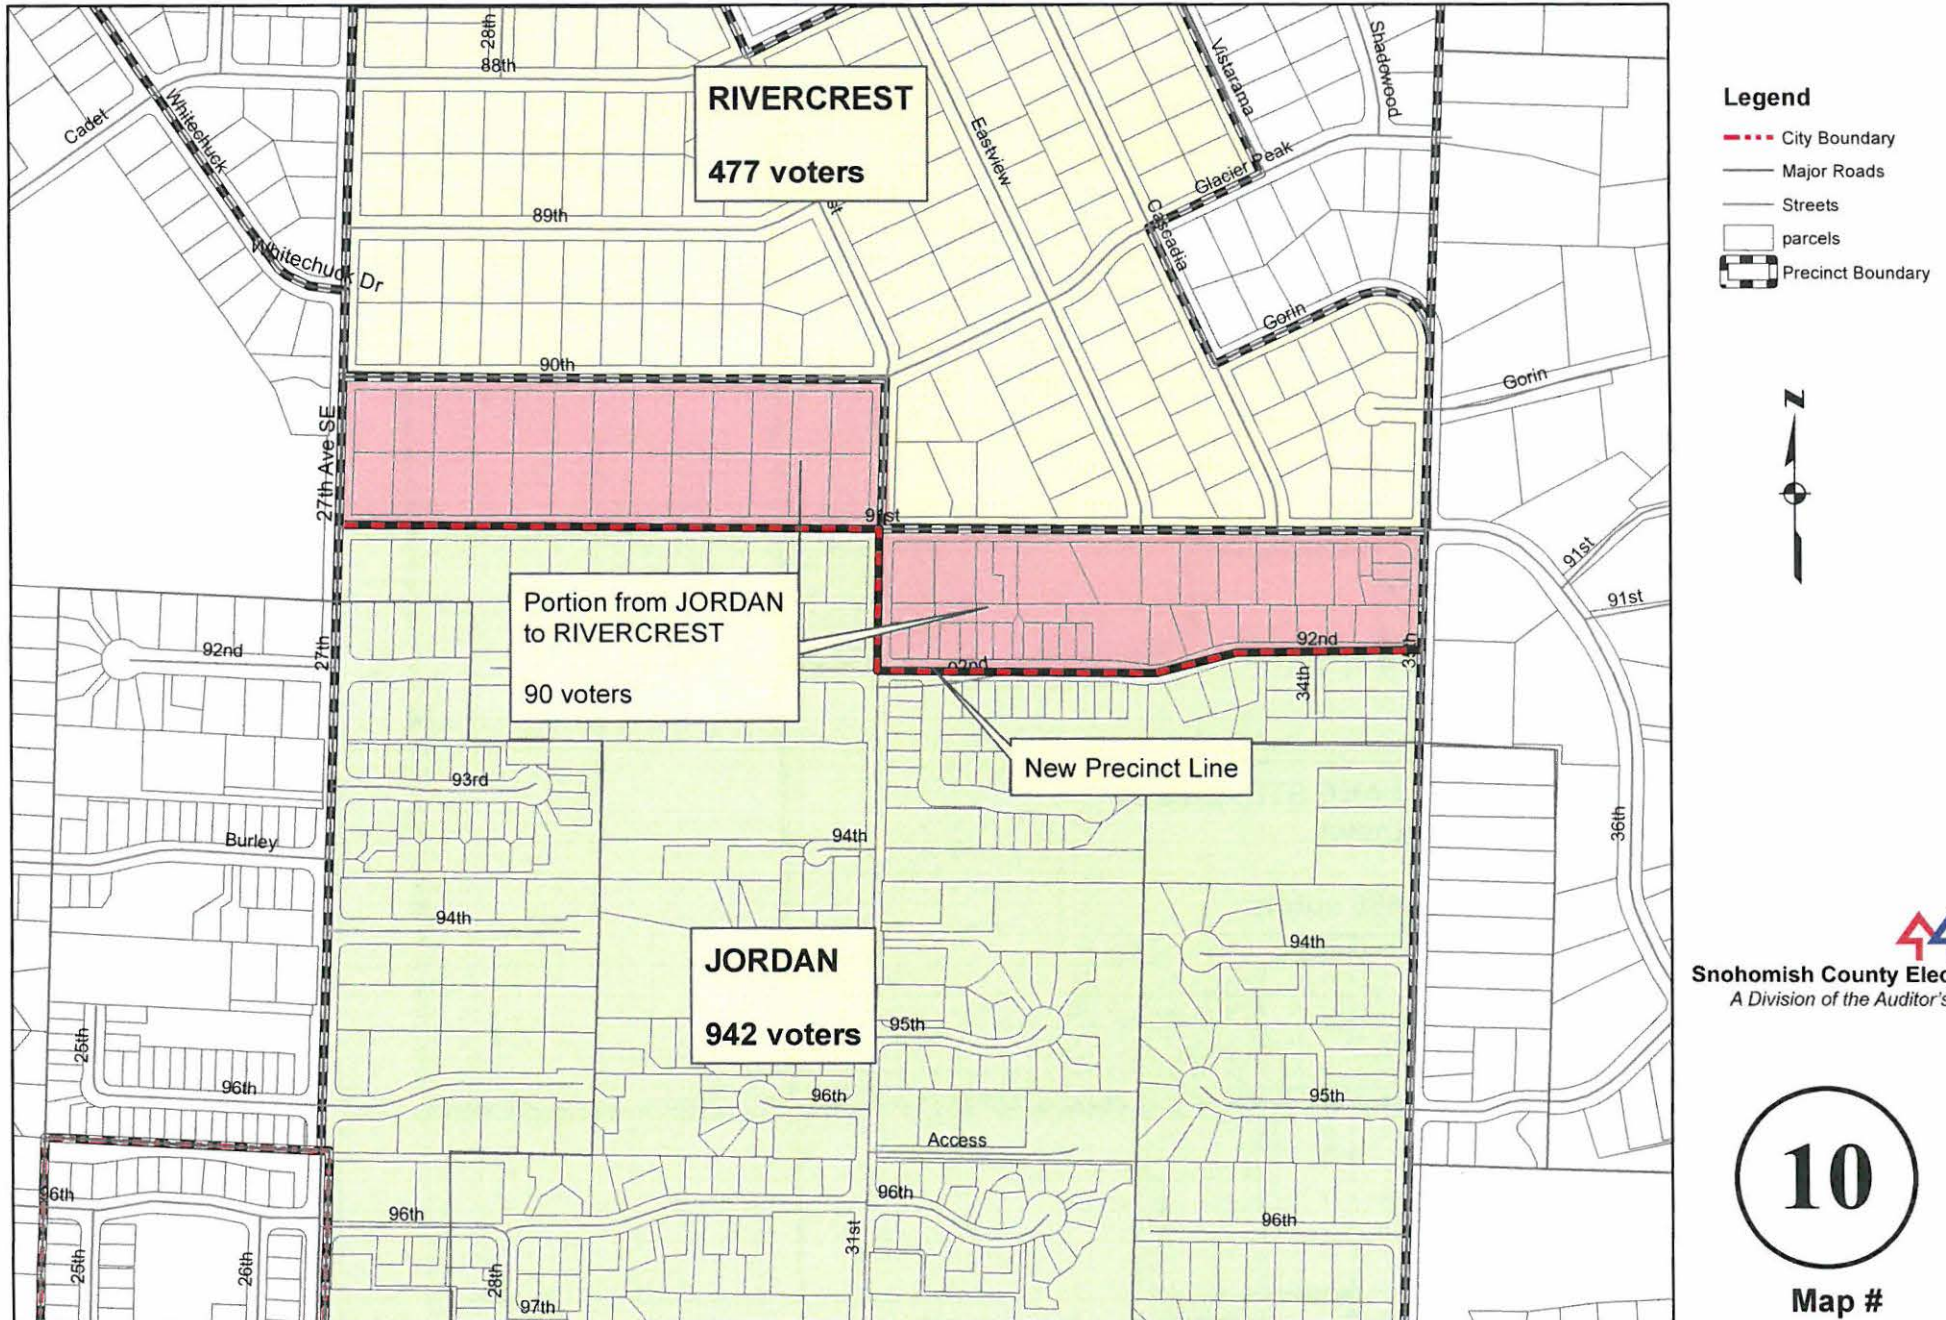 28th
88th
Cadet
Whitechuck
RIVERCREST
477 voters
Eastview
Vistarama
Shadowood
Glacier Peak
Cascadia
89th
st
Whitechuck Dr
Gorin
90th
Gorin
27th Ave SE
91st
91st
91st
Portion from JORDAN
to RIVERCREST
90 voters
92nd
27th
92nd
92nd
34th
New Precinct Line
93rd
94th
Burley
36th
94th
94th
JORDAN
942 voters
95th
25th
96th
96th
95th
Access
96th
96th
96th
96th
31st
25th
26th
28th
97th
Legend
City Boundary
Major Roads
Streets
parcels
Precinct Boundary
N
Snohomish County Elec
A Division of the Auditor's
10
Map #